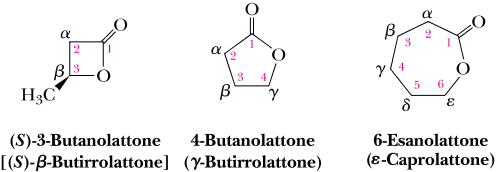 α
O
2
1
β
3
O
H₃C
(S)-3-Butanolattone
[(S)-β-Butirrolattone]
O
α
1
2
O
3
4
β
γ
4-Butanolattone
(γ-Butirrolattone)
α
O
β
2
3
1
γ
4
O
5
6
δ
ε
6-Esanolattone
(ε-Caprolattone)